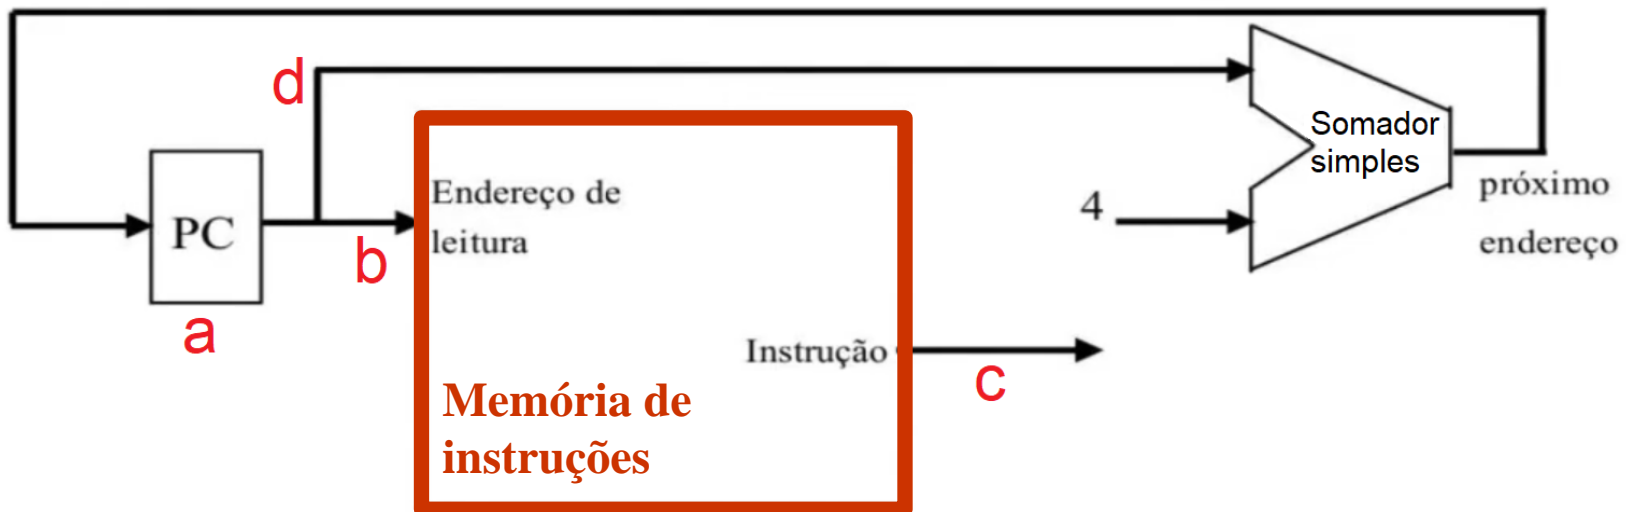 d
Somador
simples
PC
Endereço de
leitura
4
próximo
endereço
b
a
Instrução
c
Memória de
instruções